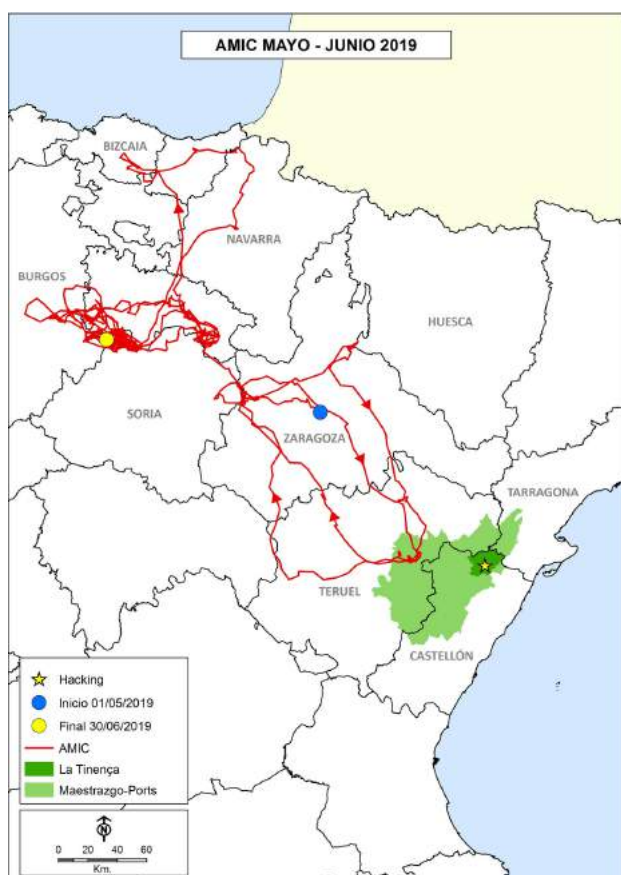 AMIC MAYO - JUNIO 2019
BIZCAIA
NAVARRA
BURGOS
HUESCA
SORIA
ZARAGOZA
TARRAGONA
TERUEL
CASTELLÓN
Hacking
Inicio 01/05/2019
Final 30/06/2019
AMIC
La Tinença
Maestrazgo-Ports
N
0 20 40 60
Km.